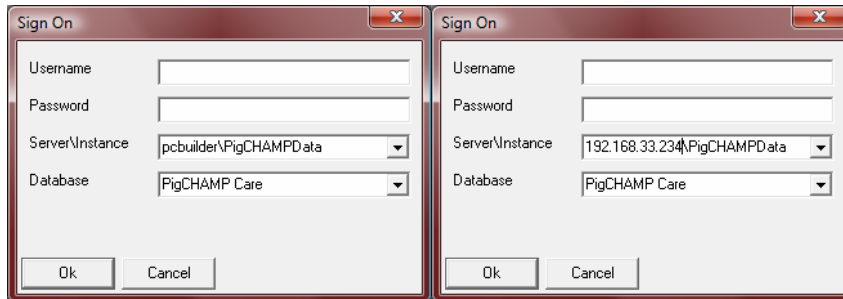 Sign On
Username
Password
Server\Instance pcbuilder\PigCHAMPData
Database PigCHAMP Care
Ok Cancel
Sign On
Username
Password
Server\Instance 192.168.33.234\PigCHAMPData
Database PigCHAMP Care
Ok Cancel